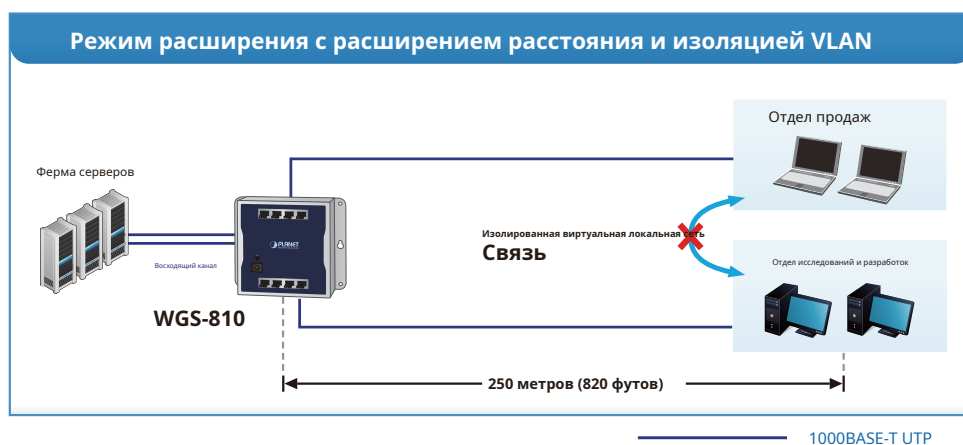 Режим расширения с расширением расстояния и изоляцией VLAN
Отдел продаж
Ферма серверов
PLANET
Изолированная виртуальная локальная сеть
Связь
Восходящий канал
Отдел исследований и разработок
WGS-810
250 метров (820 футов)
1000BASE-T UTP